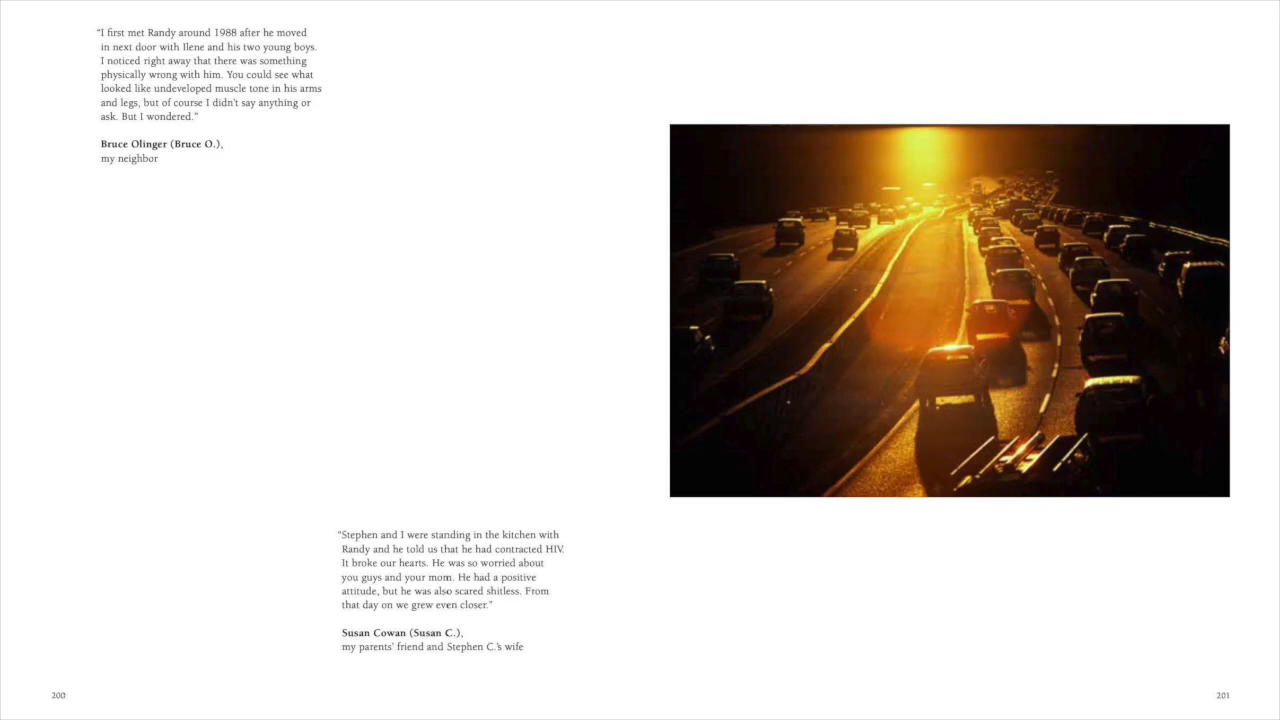 “I first met Randy around 1988 after he moved
in next door with Ilene and his two young boys.
I noticed right away that there was something
physically wrong with him. You could see what
looked like undeveloped muscle tone in his arms
and legs, but of course I didn’t say anything or
ask. But I wondered.”
Bruce Olinger (Bruce O.),
my neighbor
“Stephen and I were standing in the kitchen with
Randy and he told us that he had contracted HIV.
It broke our hearts. He was so worried about
you guys and your mom. He had a positive
attitude, but he was also scared shitless. From
that day on we grew even closer.”
Susan Cowan (Susan C.),
my parents’ friend and Stephen C.’s wife
200
201